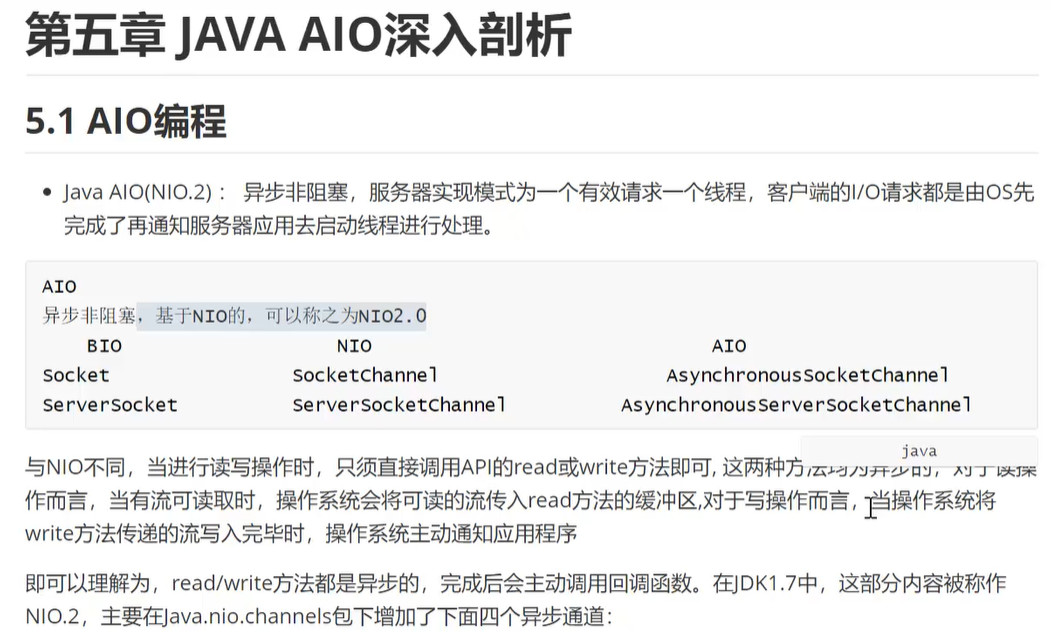 第五章 JAVA AIO深入剖析
5.1 AIO编程
Java AIO(NIO.2) : 异步非阻塞，服务器实现模式为一个有效请求一个线程，客户端的I/O请求都是由OS先
完成了再通知服务器应用去启动线程进行处理。
AIO
异步非阻塞，基于NIO的，可以称之为NIO2.0
BIO NIO AIO
Socket SocketChannel AsynchronousSocketChannel
ServerSocket ServerSocketChannel AsynchronousServerSocketChannel
java
与NIO不同，当进行读写操作时，只须直接调用API的read或write方法即可, 这两种方法均为异步的，对于读操
作而言，当有流可读取时，操作系统会将可读的流传入read方法的缓冲区,对于写操作而言，当操作系统将
write方法传递的流写入完毕时，操作系统主动通知应用程序
即可以理解为，read/write方法都是异步的，完成后会主动调用回调函数。在JDK1.7中，这部分内容被称作
NIO.2，主要在Java.nio.channels包下增加了下面四个异步通道：